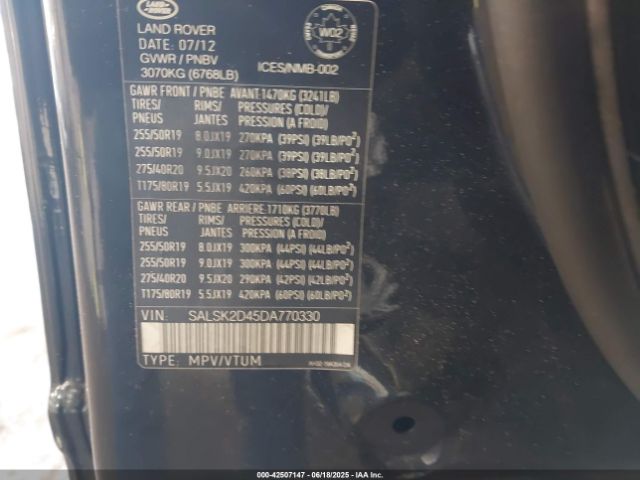 LAND ROVER
LAND ROVER
DATE: 07/12
GVWR / PNBV
3070KG (6768LB)
W02
ICES/NMB-002
GAWR FRONT / PNBE AVANT 1470KG (3241LB)
TIRES/ RIMS/ PRESSURES (COLD)/
PNEUS JANTES PRESSION (A FROID)
255/50R19 8.0JX19 270KPA (39PSI) (39LB/PO²)
255/50R19 9.0JX19 270KPA (39PSI) (39LB/PO²)
275/40R20 9.5JX20 260KPA (38PSI) (38LB/PO²)
T175/80R19 5.5JX19 420KPA (60PSI) (60LB/PO²)
GAWR REAR / PNBE ARRIERE 1710KG (3770LB)
TIRES/ RIMS/ PRESSURES (COLD)/
PNEUS JANTES PRESSION (A FROID)
255/50R19 8.0JX19 300KPA (44PSI) (44LB/PO²)
255/50R19 9.0JX19 300KPA (44PSI) (44LB/PO²)
275/40R20 9.5JX20 290KPA (42PSI) (42LB/PO²)
T175/80R19 5.5JX19 420KPA (60PSI) (60LB/PO²)
VIN: SALSK2D45DA770330
TYPE: MPV/VTUM
000-42507147 - 06/18/2025 - IAAI.COM